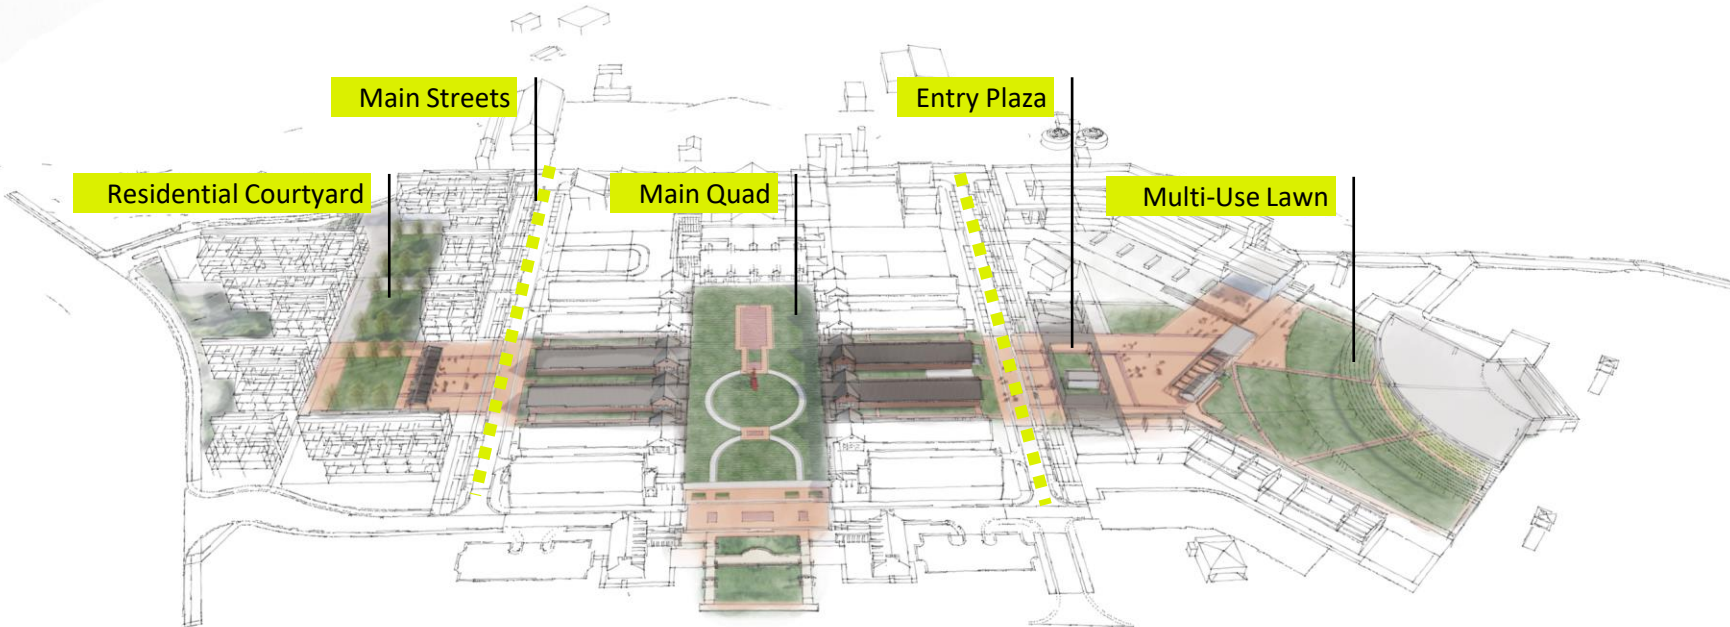 Main Streets
Entry Plaza
Residential Courtyard
Main Quad
Multi-Use Lawn